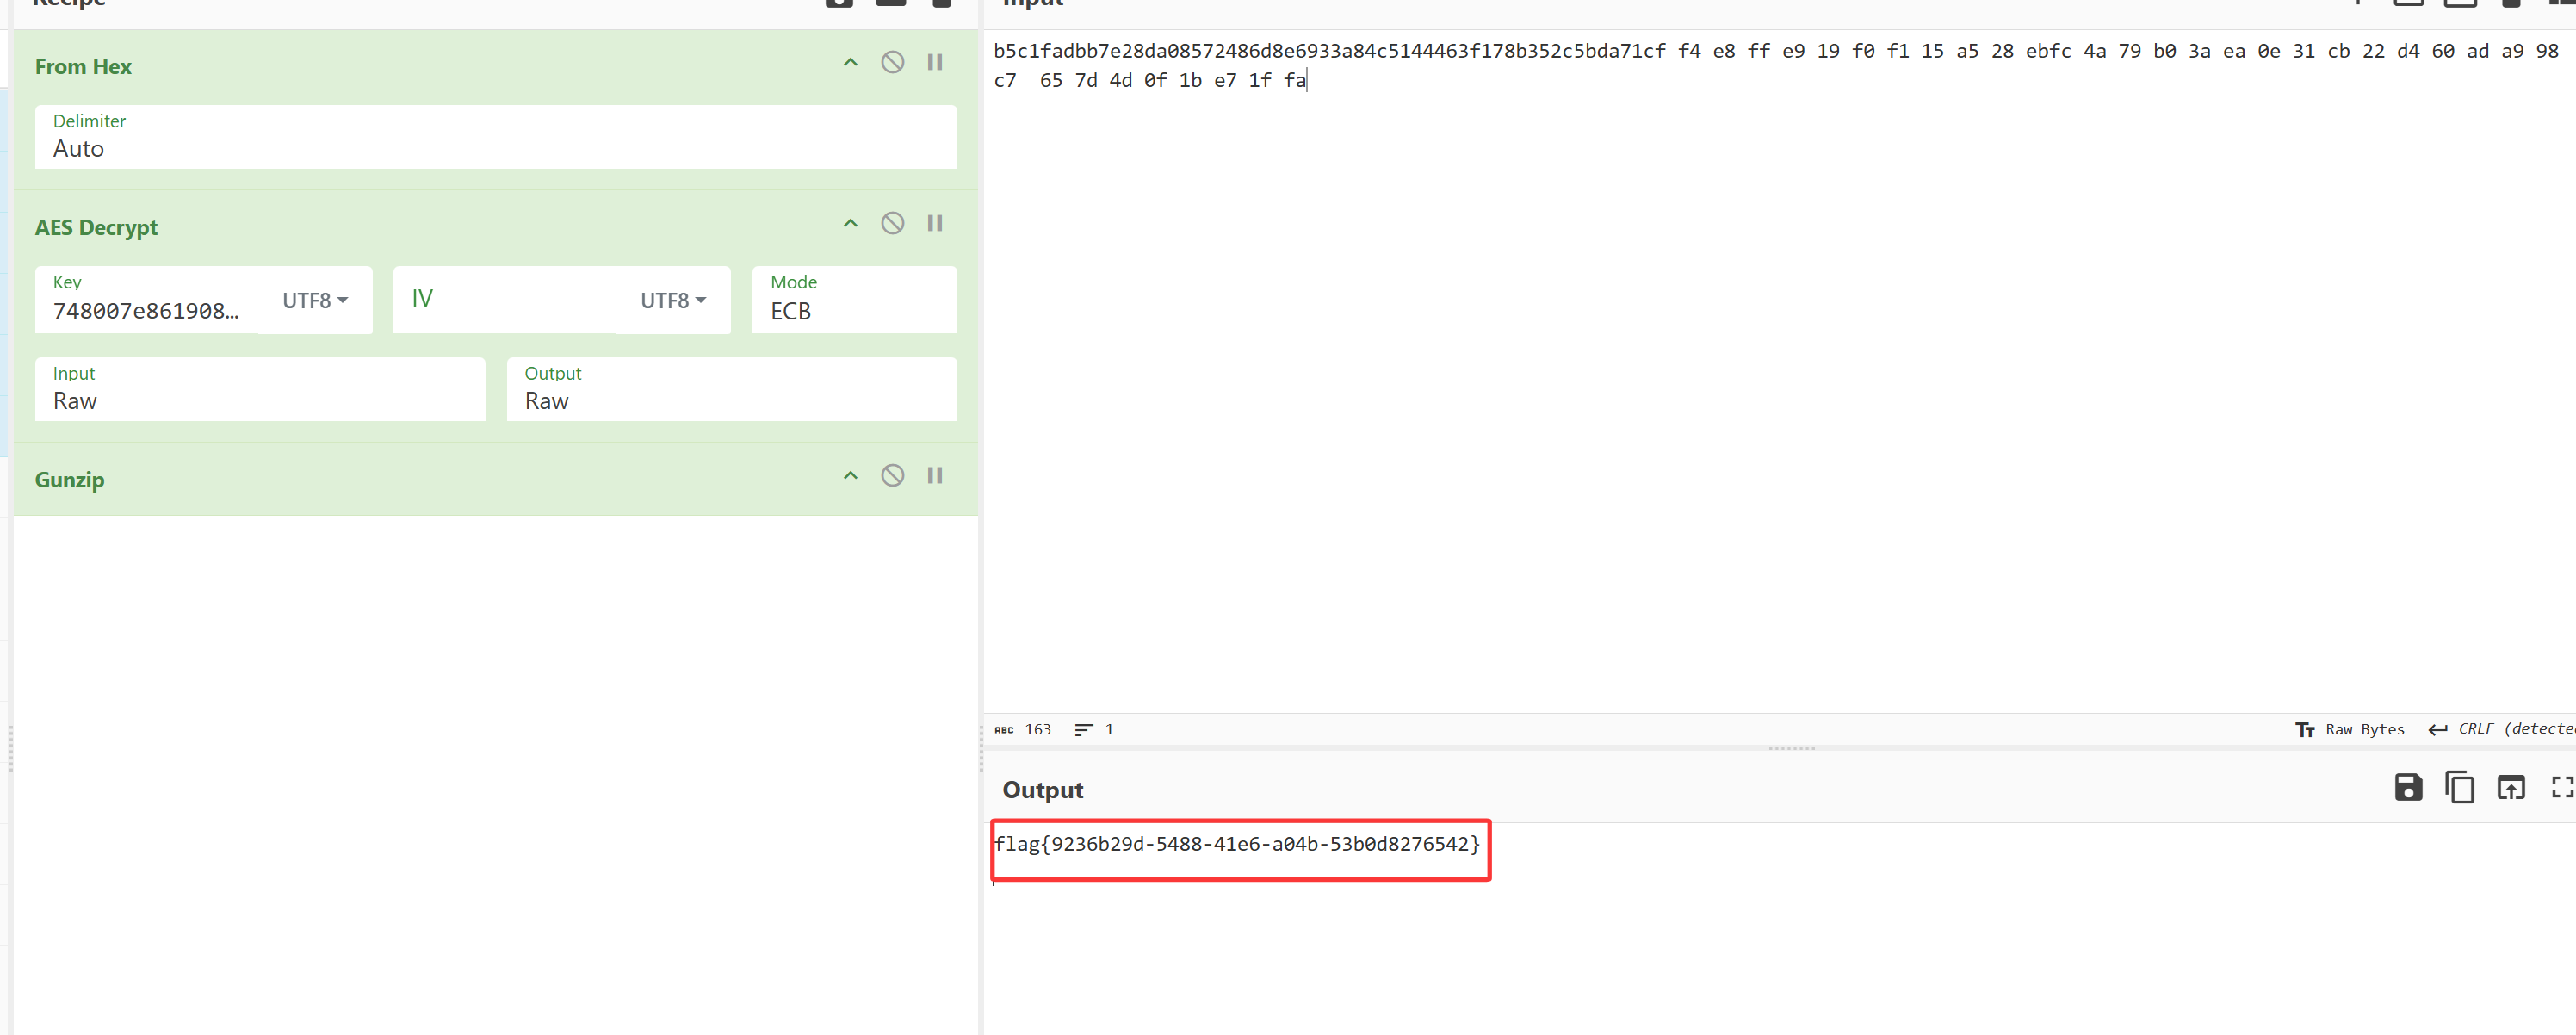 Recipe
From Hex
Delimiter
Auto
AES Decrypt
Key
748007e861908...
UTF8
IV
UTF8
Mode
ECB
Input
Raw
Output
Raw
Gunzip
Input
b5c1fadbb7e28da08572486d8e6933a84c5144463f178b352c5bda71cf f4 e8 ff e9 19 f0 f1 15 a5 28 ebfc 4a 79 b0 3a ea 0e 31 cb 22 d4 60 ad a9 98
c7  65 7d 4d 0f 1b e7 1f fa
ABC 163
1
Raw Bytes
CRLF (detected
Output
flag{9236b29d-5488-41e6-a04b-53b0d8276542}